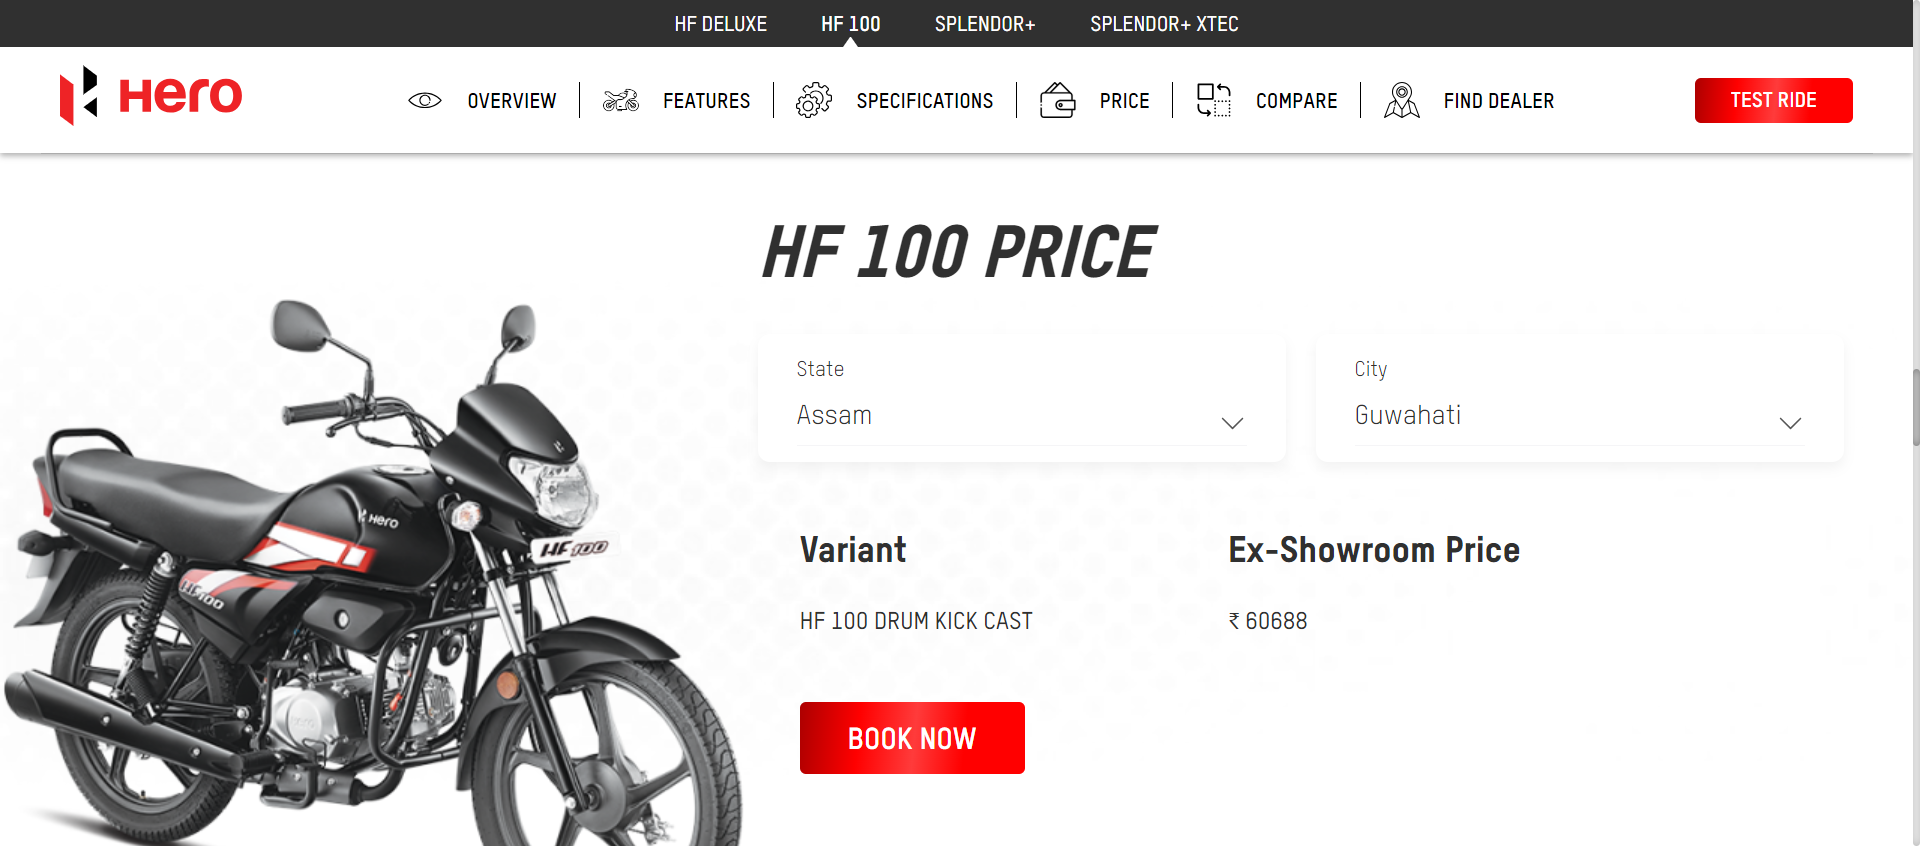 HF DELUXE HF 100 SPLENDOR+ SPLENDOR+ XTEC
Hero OVERVIEW FEATURES SPECIFICATIONS PRICE COMPARE FIND DEALER TEST RIDE
HF 100 PRICE
State City
Assam Guwahati
Hero
HF 100
HF 100
Variant Ex-Showroom Price
HF 100 DRUM KICK CAST ₹ 60688
BOOK NOW